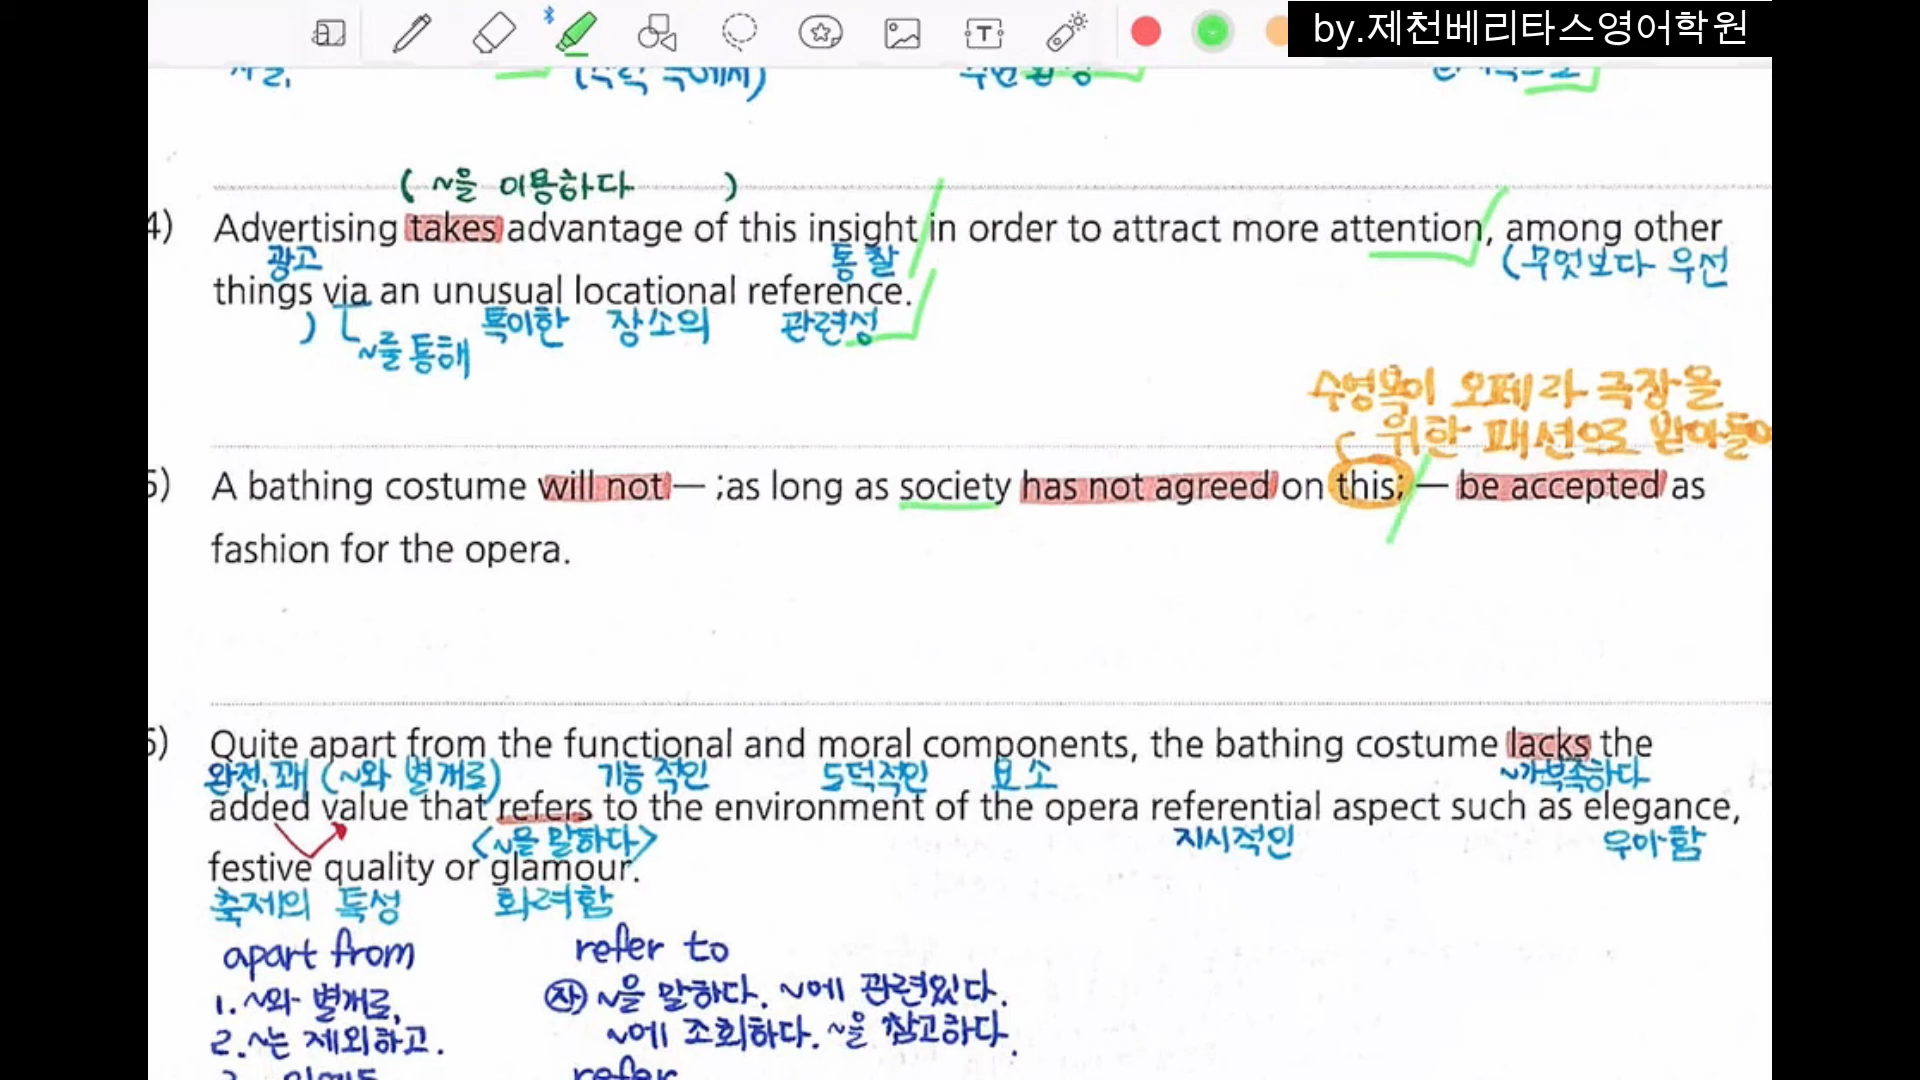 by.제천베리타스영어학원
( ~을 이용하다 )
4) Advertising takes advantage of this insight in order to attract more attention, among other
광고 통찰 (무엇보다 우선
things via an unusual locational reference.
) 특이한 장소의 관련성
~를 통해
수영복이 오페라 극장을
위한 패션으로 받아들이
5) A bathing costume will not — ;as long as society has not agreed on this; — be accepted as
fashion for the opera.
6) Quite apart from the functional and moral components, the bathing costume lacks the
완전, 꽤 (~와 별개로) 기능적인 도덕적인 요소 ~가 부족하다
added value that refers to the environment of the opera referential aspect such as elegance,
<~을 말하다> 지시적인 우아함
festive quality or glamour.
축제의 특성 화려함
apart from refer to
1. ~와 별개로, 자 ~을 말하다. ~에 관련있다.
2. ~는 제외하고. ~에 조회하다. ~을 참고하다.
refer